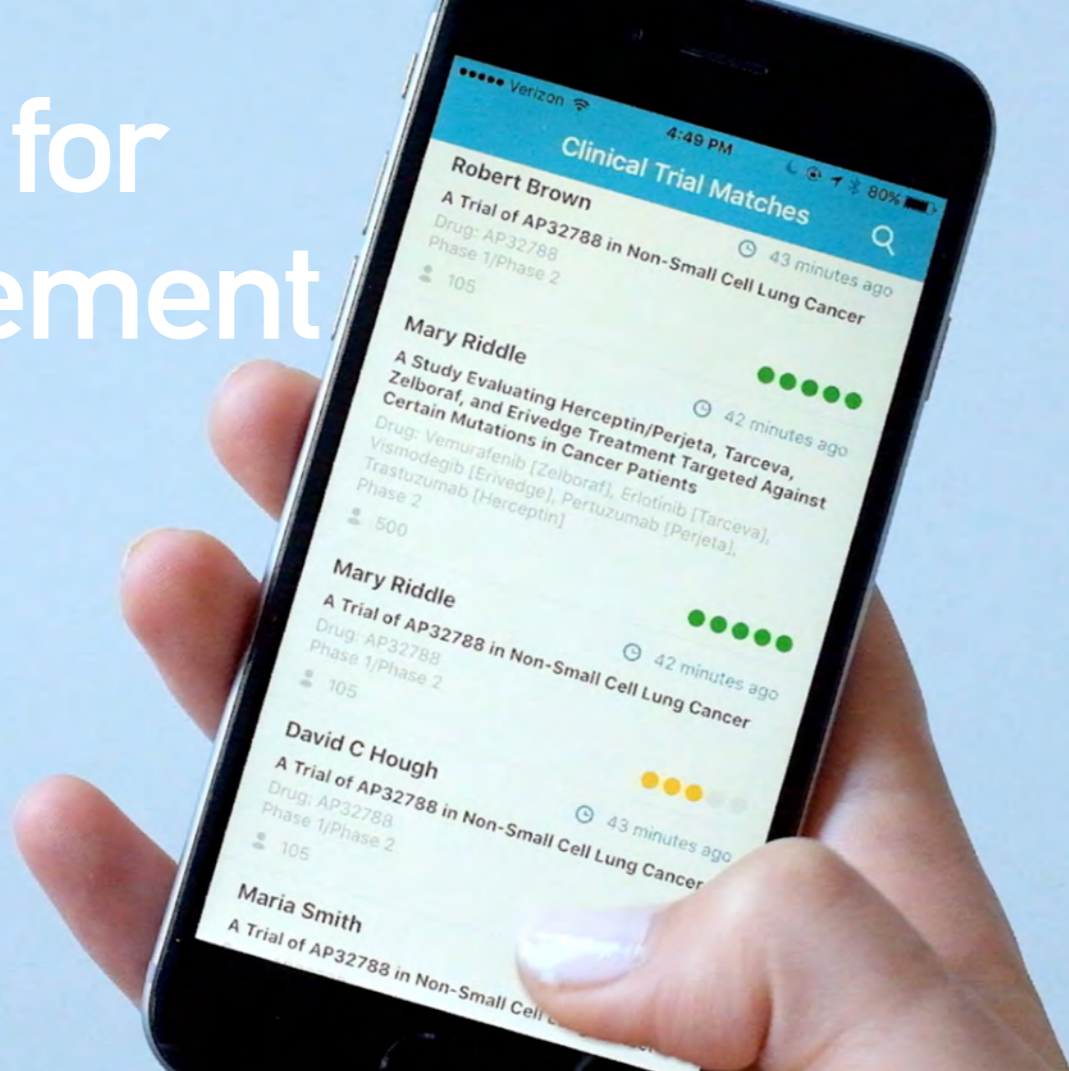 for
ement
Verizon
4:49 PM
80%
Clinical Trial Matches
Robert Brown
43 minutes ago
A Trial of AP32788 in Non-Small Cell Lung Cancer
Drug: AP32788
Phase 1/Phase 2
105
Mary Riddle
42 minutes ago
A Study Evaluating Herceptin/Perjeta, Tarceva,
Zelboraf, and Erivedge Treatment Targeted Against
Certain Mutations in Cancer Patients
Drug: Vemurafenib [Zelboraf], Erlotinib [Tarceva],
Vismodegib [Erivedge], Pertuzumab [Perjeta],
Trastuzumab [Herceptin]
Phase 2
500
Mary Riddle
42 minutes ago
A Trial of AP32788 in Non-Small Cell Lung Cancer
Drug: AP32788
Phase 1/Phase 2
105
David C Hough
43 minutes ago
A Trial of AP32788 in Non-Small Cell Lung Cancer
Drug: AP32788
Phase 1/Phase 2
105
Maria Smith
A Trial of AP32788 in Non-Small Cell